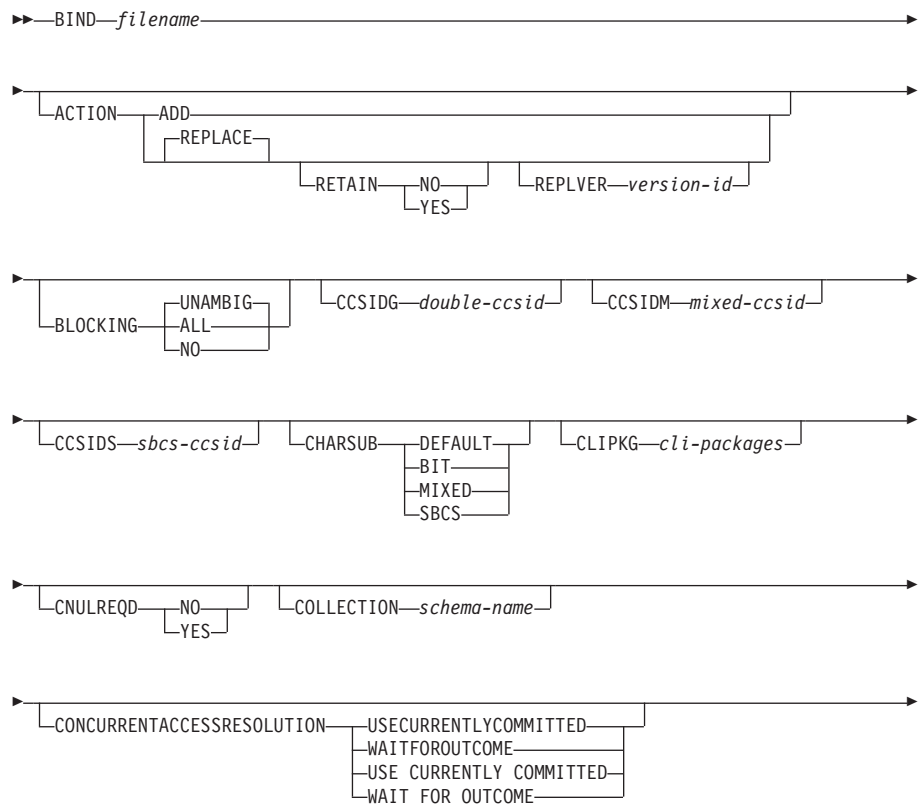 BIND filename
ACTION ADD
REPLACE
RETAIN NO REPLVER version-id
YES
BLOCKING UNAMBIG CCSIDG double-ccsid CCSIDM mixed-ccsid
ALL
NO
CCSIDS sbcs-ccsid CHARSUB DEFAULT CLIPKG cli-packages
BIT
MIXED
SBCS
CNULREQD NO COLLECTION schema-name
YES
CONCURRENTACCESSRESOLUTION USECURRENTLYCOMMITTED
WAITFOROUTCOME
USE CURRENTLY COMMITTED
WAIT FOR OUTCOME